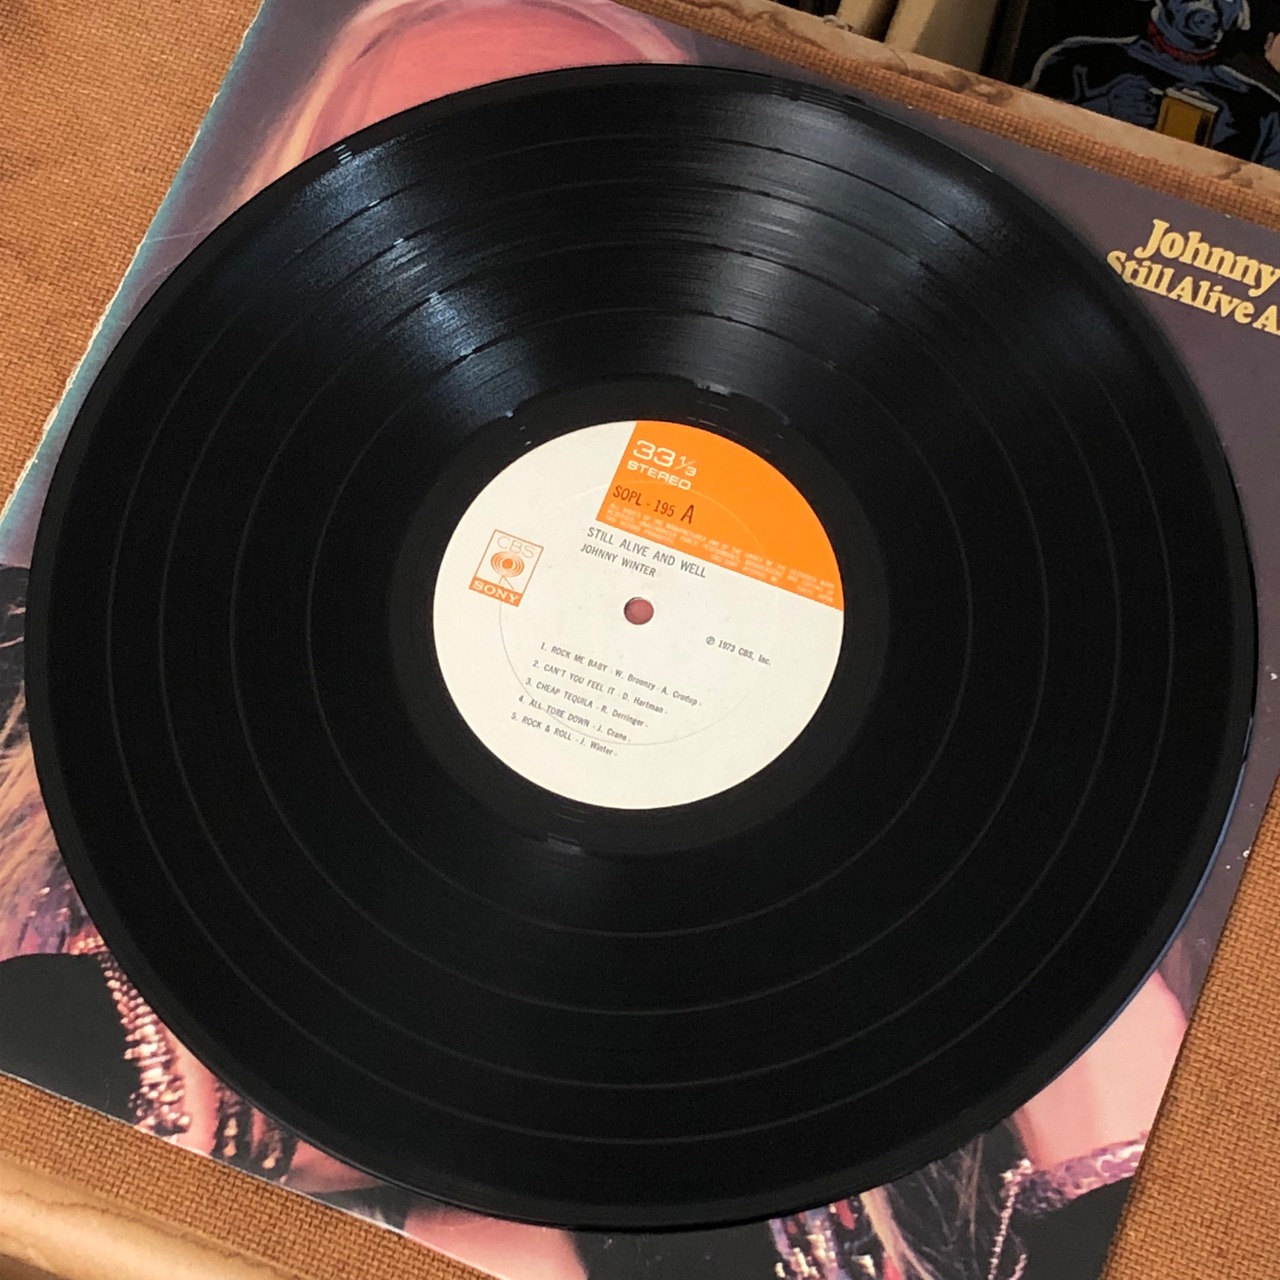 Johnny
Still Alive A
33 1/3
STEREO
SOPL - 195 A
STILL ALIVE AND WELL
JOHNNY WINTER
CBS
SONY
℗ 1973 CBS, Inc.
1. ROCK ME BABY - W. Broonzy - A. Crudup -
2. CAN'T YOU FEEL IT - D. Hartman -
3. CHEAP TEQUILA - R. Derringer -
4. ALL TORE DOWN - J. Crane -
5. ROCK & ROLL - J. Winter -